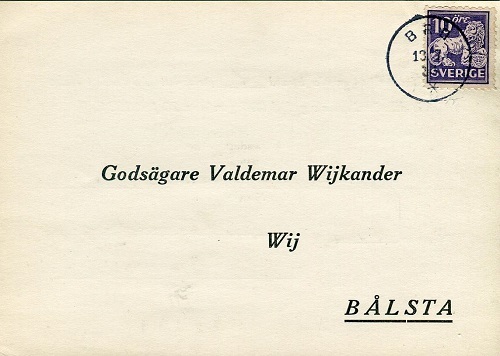 10 ÖRE
SVERIGE
Godsägare Valdemar Wijkander
Wij
BÅLSTA